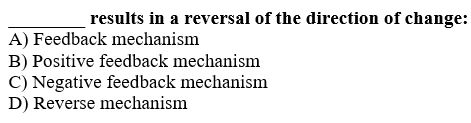 ________ results in a reversal of the direction of change:
A) Feedback mechanism
B) Positive feedback mechanism
C) Negative feedback mechanism
D) Reverse mechanism